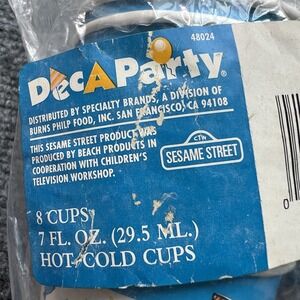 48024
DecAParty®
DISTRIBUTED BY SPECIALTY BRANDS, A DIVISION OF
BURNS PHILP FOOD, INC. SAN FRANCISCO, CA 94108
THIS SESAME STREET PRODUCT WAS
PRODUCED BY BEACH PRODUCTS IN
COOPERATION WITH CHILDREN'S
TELEVISION WORKSHOP.
CTW
SESAME STREET
8 CUPS
7 FL. OZ. (29.5 ML.)
HOT-COLD CUPS